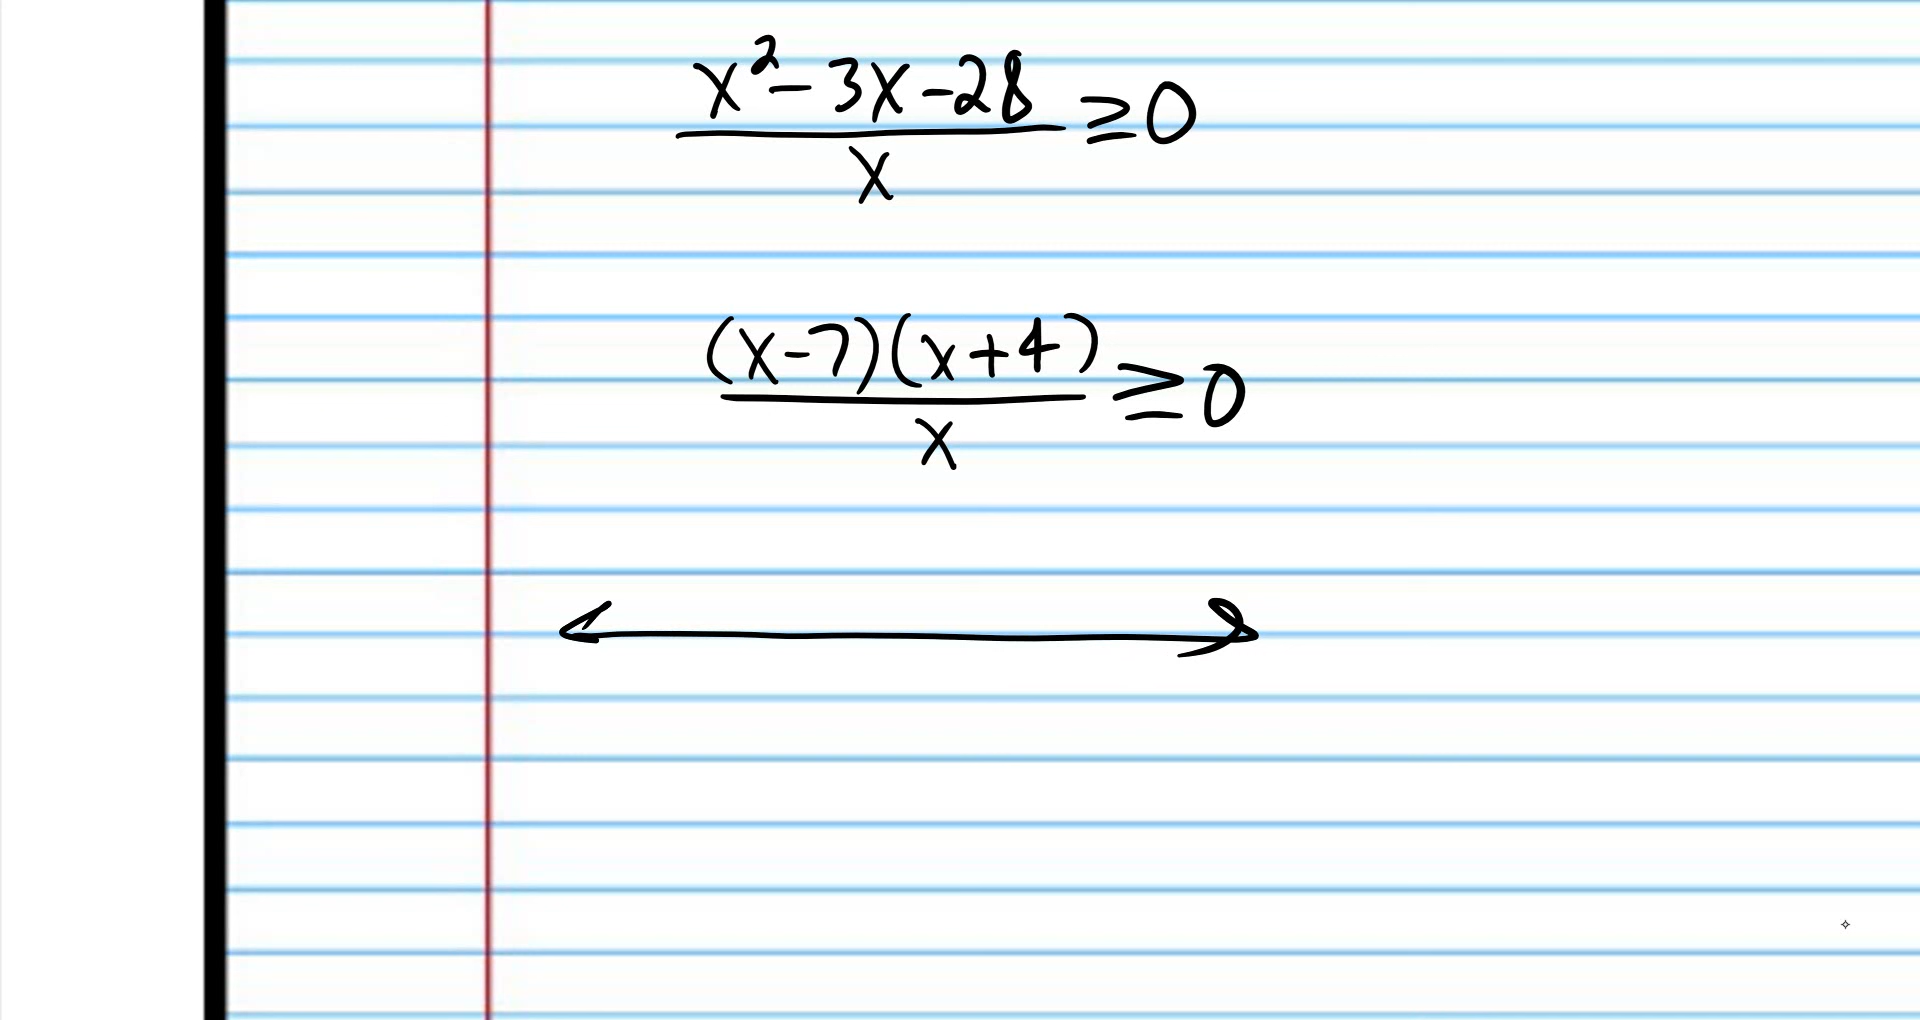 x² - 3x - 28 / x ≥ 0
(x-7)(x+4) / x ≥ 0